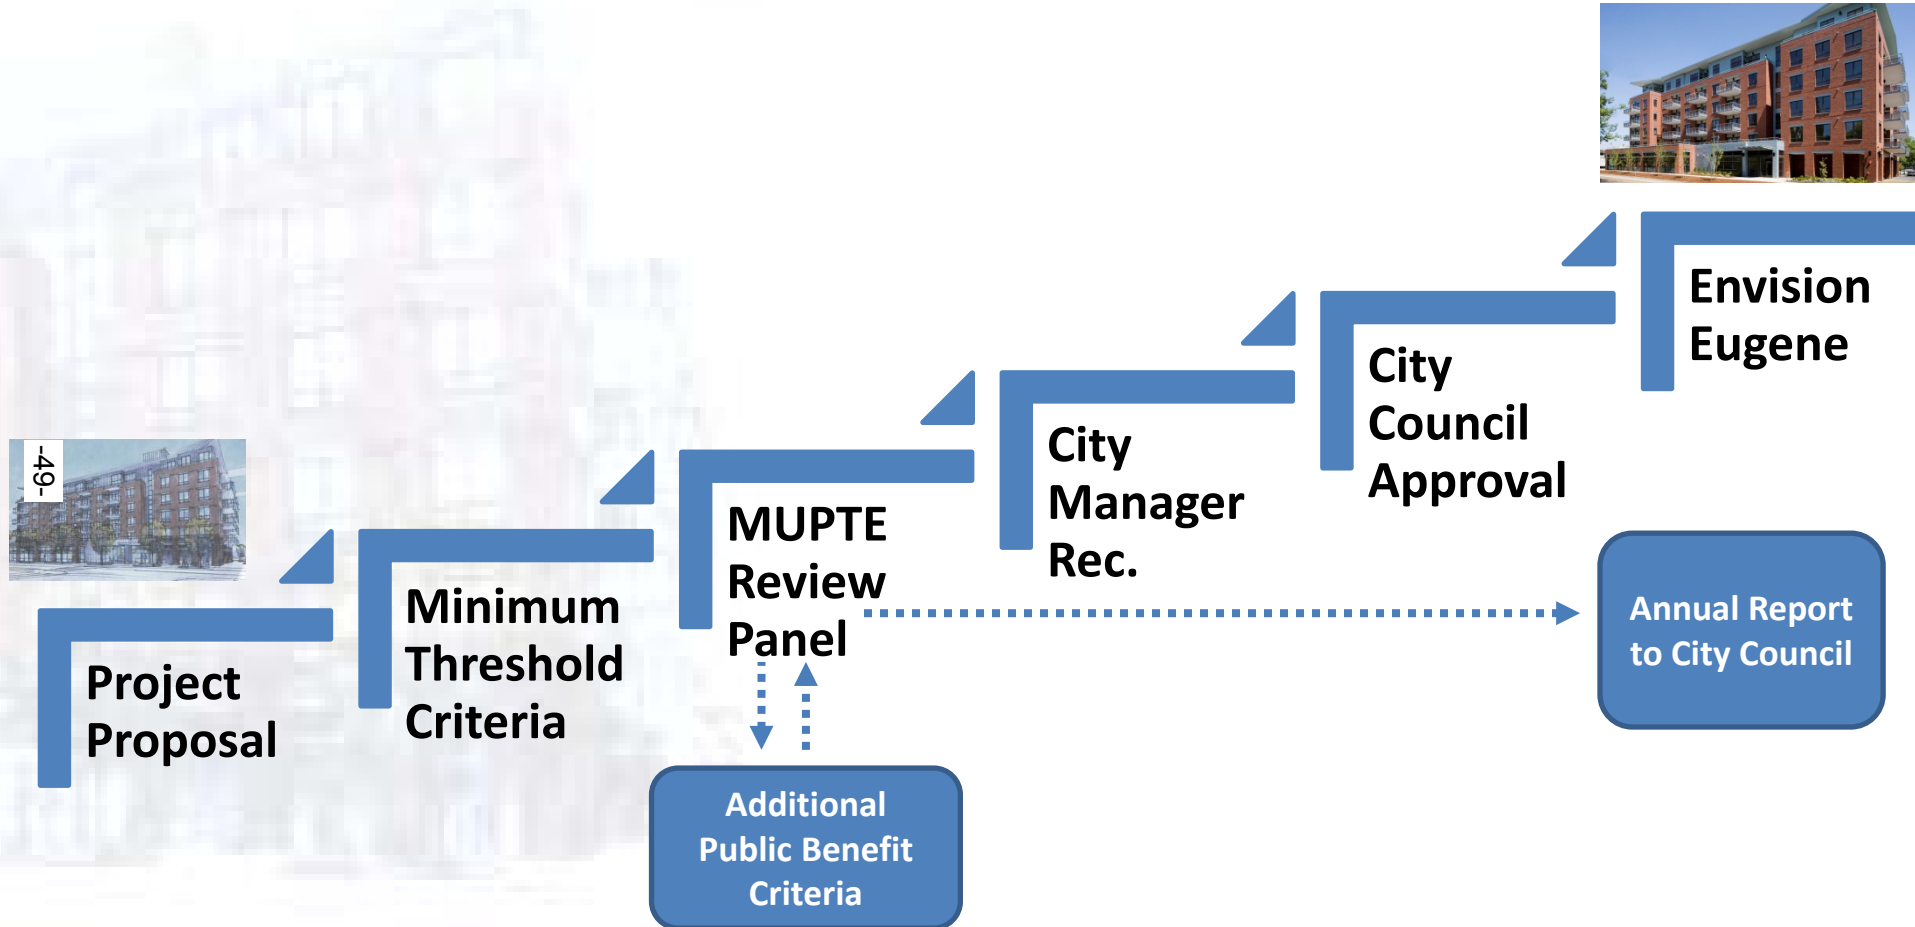 -49-
Project
Proposal
Minimum
Threshold
Criteria
MUPTE
Review
Panel
City
Manager
Rec.
City
Council
Approval
Envision
Eugene
Additional
Public Benefit
Criteria
Annual Report
to City Council